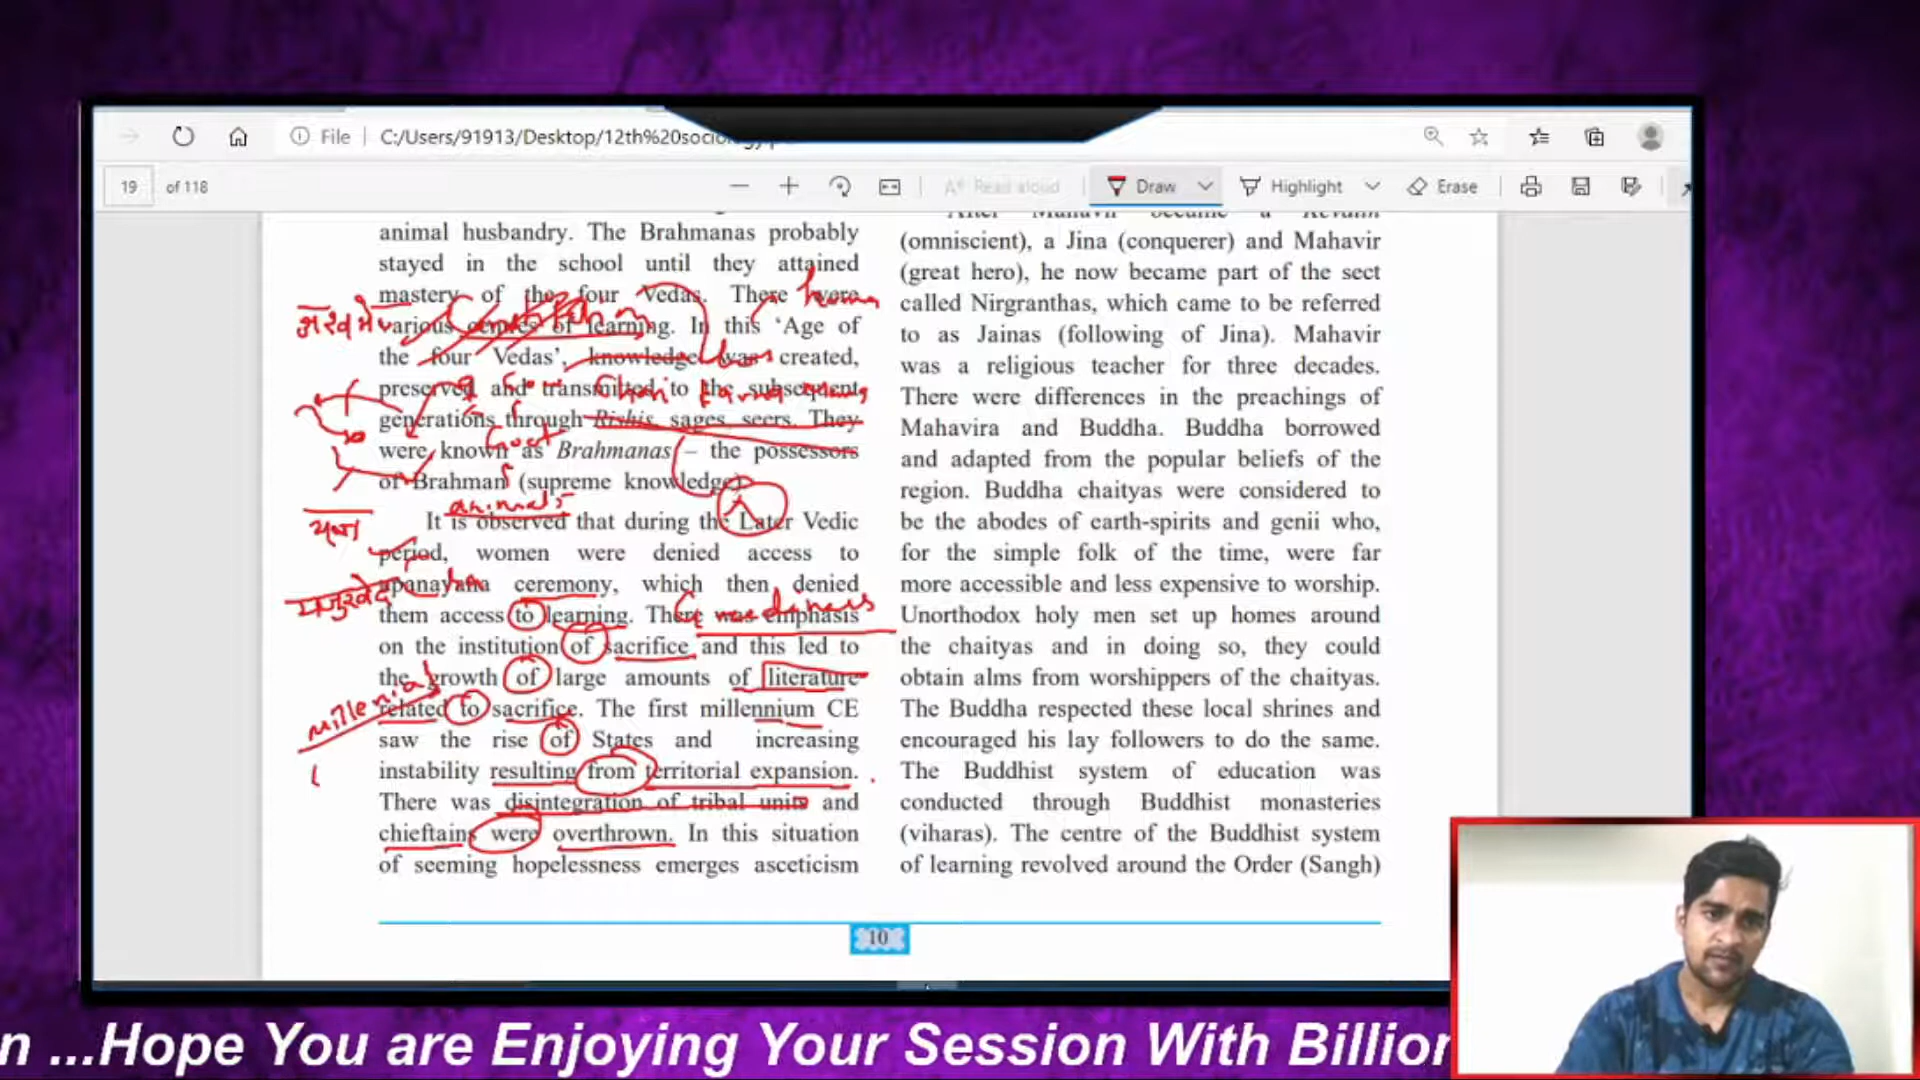 File
C:/Users/91913/Desktop/12th%20sociology.p
19
of 118
Read aloud
Draw
Highlight
Erase
animal husbandry. The Brahmanas probably
stayed in the school until they attained
mastery of the four Vedas. There were
various centres of learning. In this ‘Age of
the four Vedas’, knowledge was created,
preserved and transmitted to the subsequent
generations through Rishis sages seers. They
were known as Brahmanas – the possessors
of Brahman (supreme knowledge).
It is observed that during the Later Vedic
period, women were denied access to
upanayana ceremony, which then denied
them access to learning. There was emphasis
on the institution of sacrifice and this led to
the growth of large amounts of literature
related to sacrifice. The first millennium CE
saw the rise of States and increasing
instability resulting from territorial expansion.
There was disintegration of tribal units and
chieftains were overthrown. In this situation
of seeming hopelessness emerges asceticism
Goat
animals
millenial
After Mahavir became a Kevalin
(omniscient), a Jina (conquerer) and Mahavir
(great hero), he now became part of the sect
called Nirgranthas, which came to be referred
to as Jainas (following of Jina). Mahavir
was a religious teacher for three decades.
There were differences in the preachings of
Mahavira and Buddha. Buddha borrowed
and adapted from the popular beliefs of the
region. Buddha chaityas were considered to
be the abodes of earth-spirits and genii who,
for the simple folk of the time, were far
more accessible and less expensive to worship.
Unorthodox holy men set up homes around
the chaityas and in doing so, they could
obtain alms from worshippers of the chaityas.
The Buddha respected these local shrines and
encouraged his lay followers to do the same.
The Buddhist system of education was
conducted through Buddhist monasteries
(viharas). The centre of the Buddhist system
of learning revolved around the Order (Sangh)
10
n ...Hope You are Enjoying Your Session With Billion